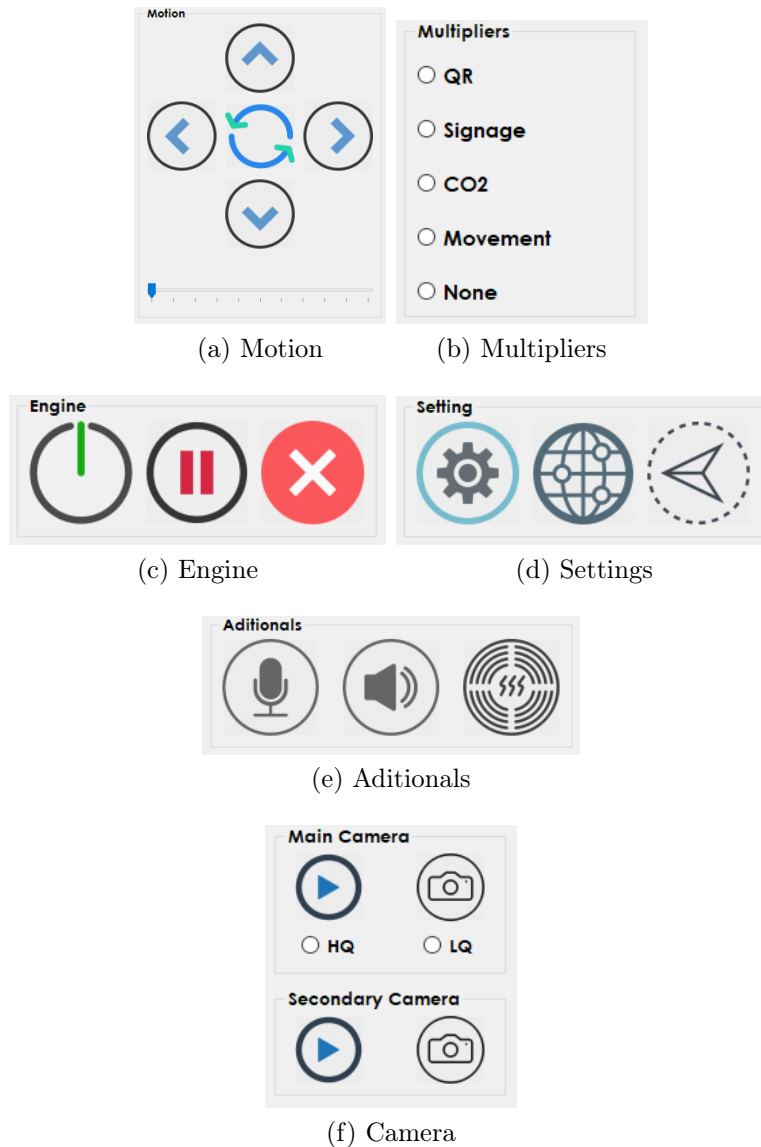 Motion
Multipliers
QR
Signage
CO2
Movement
None
(a) Motion
(b) Multipliers
Engine
Setting
(c) Engine
(d) Settings
Aditionals
(e) Aditionals
Main Camera
HQ
LQ
Secondary Camera
(f) Camera